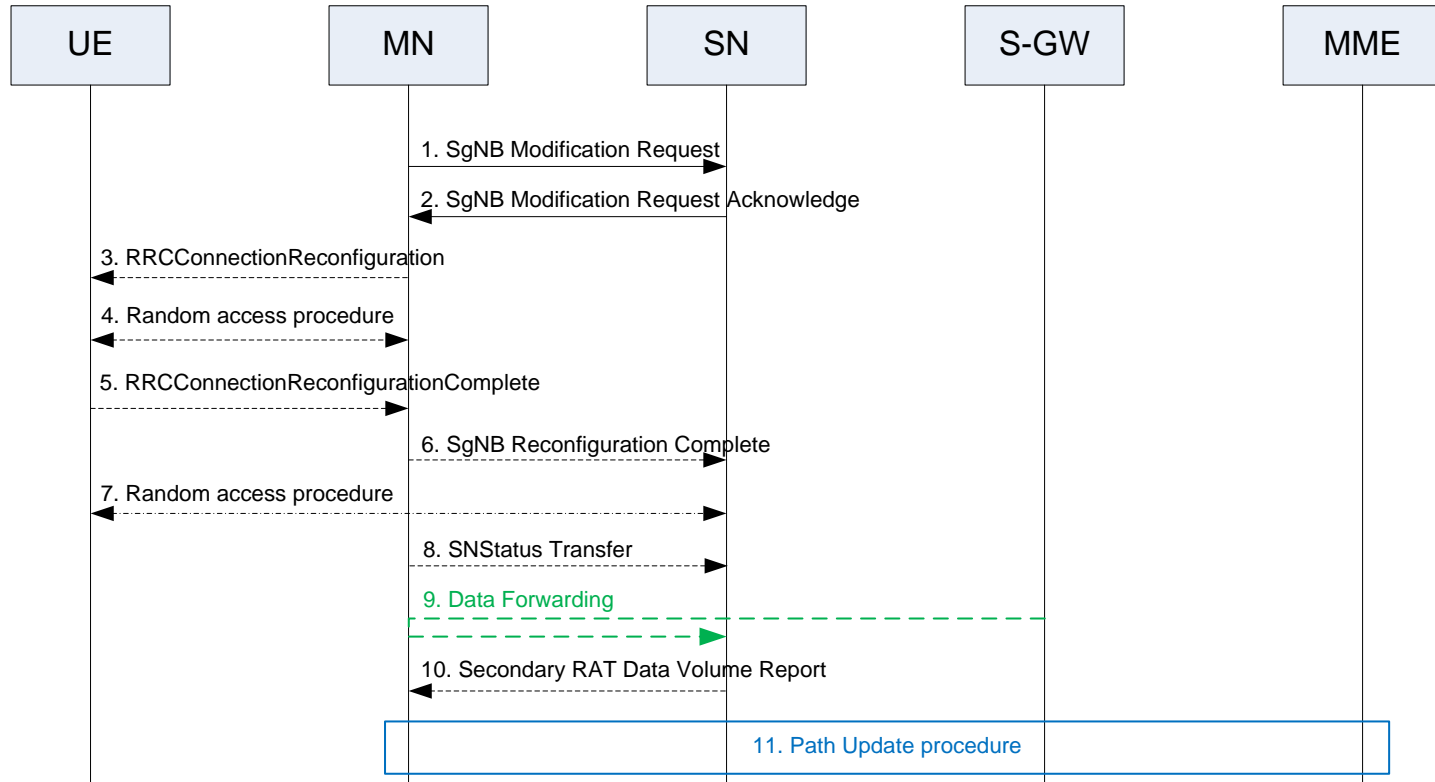 UE
MN
SN
S-GW
MME
1. SgNB Modification Request
2. SgNB Modification Request Acknowledge
3. RRCConnectionReconfiguration
4. Random access procedure
5. RRCConnectionReconfigurationComplete
6. SgNB Reconfiguration Complete
7. Random access procedure
8. SNStatus Transfer
9. Data Forwarding
10. Secondary RAT Data Volume Report
11. Path Update procedure